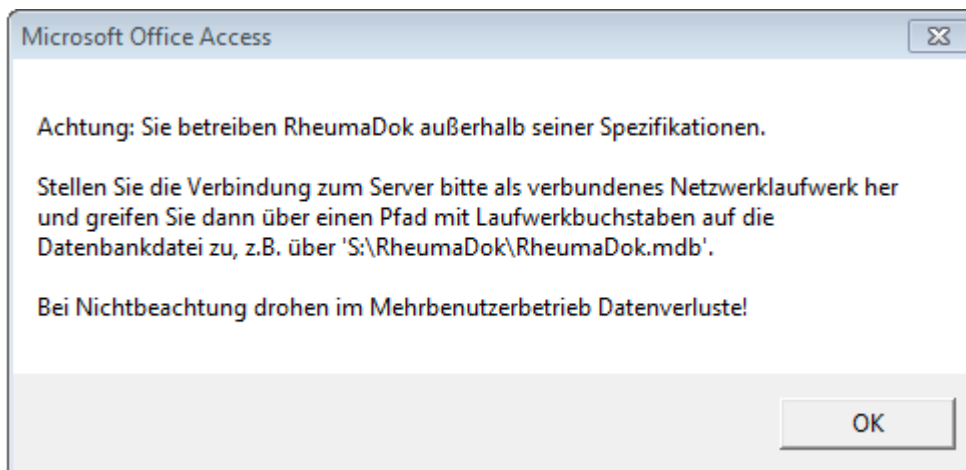 Microsoft Office Access
Achtung: Sie betreiben RheumaDok außerhalb seiner Spezifikationen.
Stellen Sie die Verbindung zum Server bitte als verbundenes Netzwerklaufwerk her
und greifen Sie dann über einen Pfad mit Laufwerkbuchstaben auf die
Datenbankdatei zu, z.B. über 'S:\RheumaDok\RheumaDok.mdb'.
Bei Nichtbeachtung drohen im Mehrbenutzerbetrieb Datenverluste!
OK